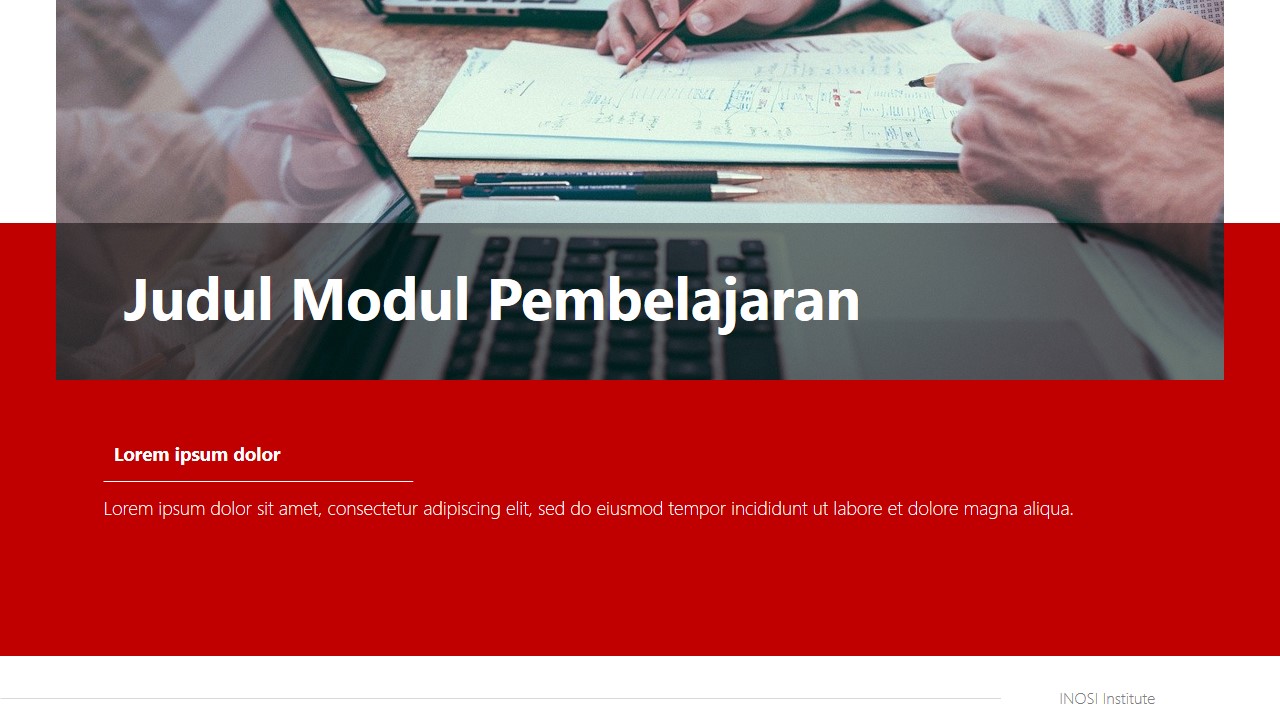 Judul Modul Pembelajaran
Lorem ipsum dolor
Lorem ipsum dolor sit amet, consectetur adipiscing elit, sed do eiusmod tempor incididunt ut labore et dolore magna aliqua.
INOSI Institute